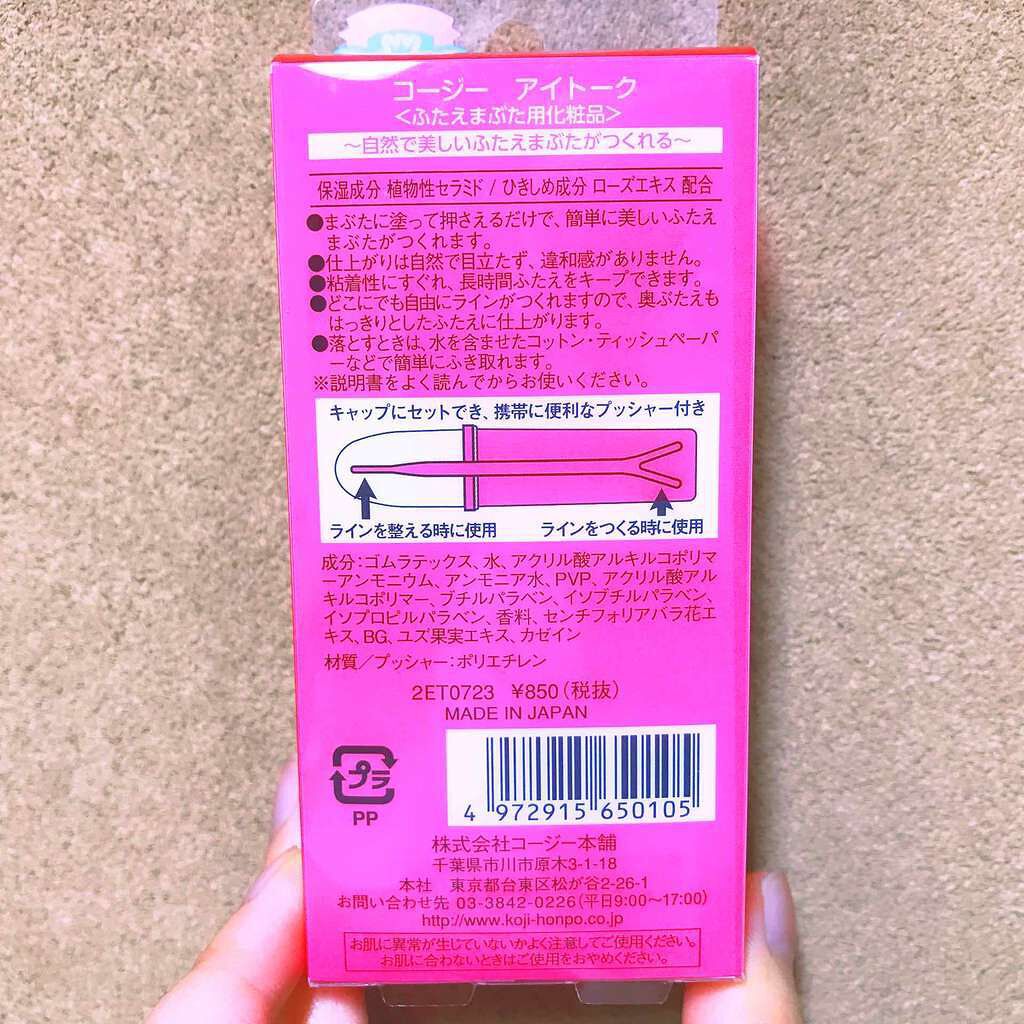 コージー アイトーク
<ふたえまぶた用化粧品>
～自然で美しいふたえまぶたがつくれる～
保湿成分 植物性セラミド / ひきしめ成分 ローズエキス 配合
●まぶたに塗って押さえるだけで、簡単に美しいふたえ
まぶたがつくれます。
●仕上がりは自然で目立たず、違和感がありません。
●粘着性にすぐれ、長時間ふたえをキープできます。
●どこにでも自由にラインがつくれますので、奥ぶたえも
はっきりとしたふたえに仕上がります。
●落とすときは、水を含ませたコットン・ティッシュペーパ
ーなどで簡単にふき取れます。
※説明書をよく読んでからお使いください。
キャップにセットでき、携帯に便利なプッシャー付き
ラインを整える時に使用 ラインをつくる時に使用
成分:ゴムラテックス、水、アクリル酸アルキルコポリマ
ーアンモニウム、アンモニア水、PVP、アクリル酸アル
キルコポリマー、ブチルパラベン、イソブチルパラベン、
イソプロピルパラベン、香料、センチフォリアバラ花エ
キス、BG、ユズ果実エキス、カゼイン
材質／プッシャー:ポリエチレン
2ET0723 ¥850(税抜)
MADE IN JAPAN
プラ
PP
4 972915 650105
株式会社コージー本舗
千葉県市川市原木3-1-18
本社 東京都台東区松が谷2-26-1
お問い合わせ先 03-3842-0226(平日9:00～17:00)
http://www.koji-honpo.co.jp
お肌に異常が生じていないかよく注意してご使用ください。
お肌に合わないときはご使用をおやめください。